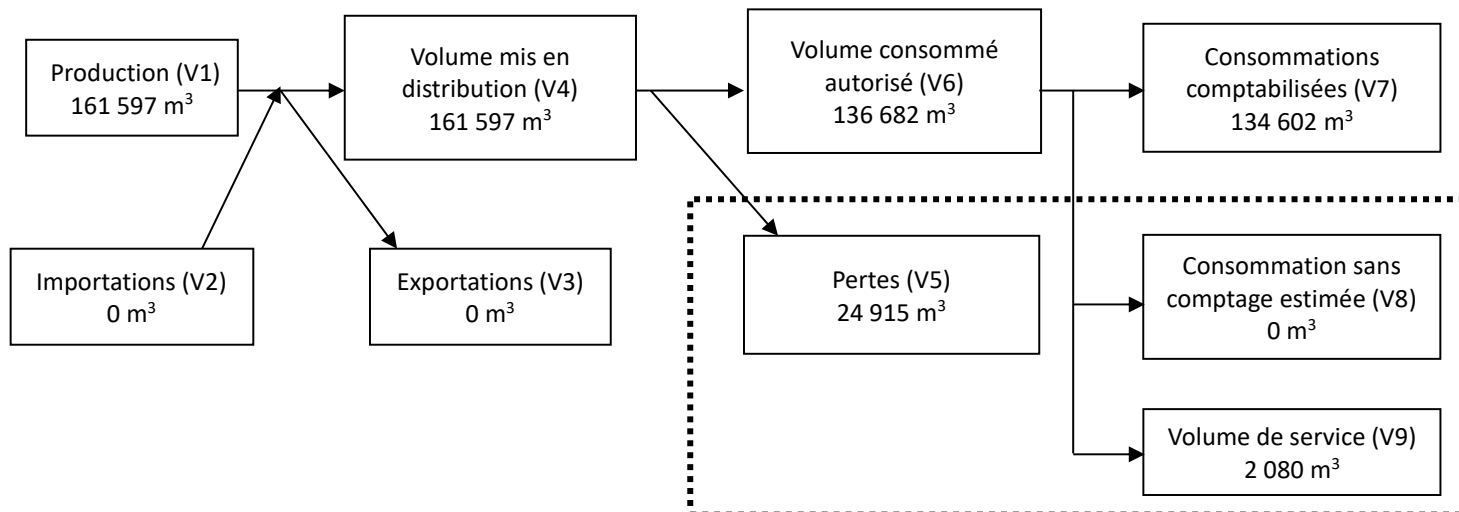 Production (V1)
161 597 m³
Volume mis en
distribution (V4)
161 597 m³
Volume consommé
autorisé (V6)
136 682 m³
Consommations
comptabilisées (V7)
134 602 m³
Importations (V2)
0 m³
Exportations (V3)
0 m³
Pertes (V5)
24 915 m³
Consommation sans
comptage estimée (V8)
0 m³
Volume de service (V9)
2 080 m³